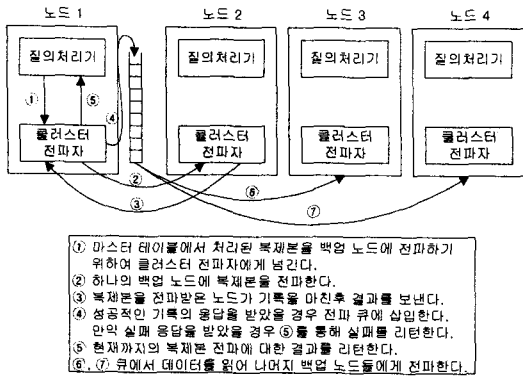 노드 1
노드 2
노드 3
노드 4
질의처리기
질의처리기
질의처리기
질의처리기
①
⑤
④
클러스터
전파자
클러스터
전파자
클러스터
전파자
클러스터
전파자
②
③
⑥
⑦
① 마스터 테이블에서 처리된 복제본을 백업 노드에 전파하기
위하여 클러스터 전파자에게 넘긴다.
② 하나의 백업 노드에 복제본을 전파한다.
③ 복제본을 전파받은 노드가 기록을 마친후 결과를 보낸다.
④ 성공적인 기록의 응답을 받았을 경우 전파 큐에 삽입한다.
만약 실패 응답을 받았을 경우 ⑤를 통해 실패를 리턴한다.
⑤ 현재까지의 복제본 전파에 대한 결과를 리턴한다.
⑥, ⑦ 큐에서 데이터를 읽어 나머지 백업 노드들에게 전파한다.